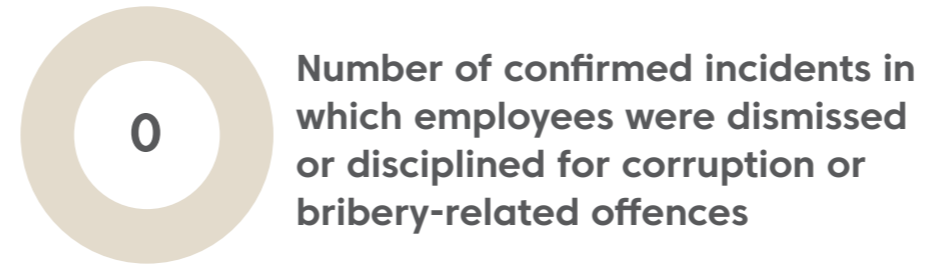 0
Number of confirmed incidents in
which employees were dismissed
or disciplined for corruption or
bribery-related offences